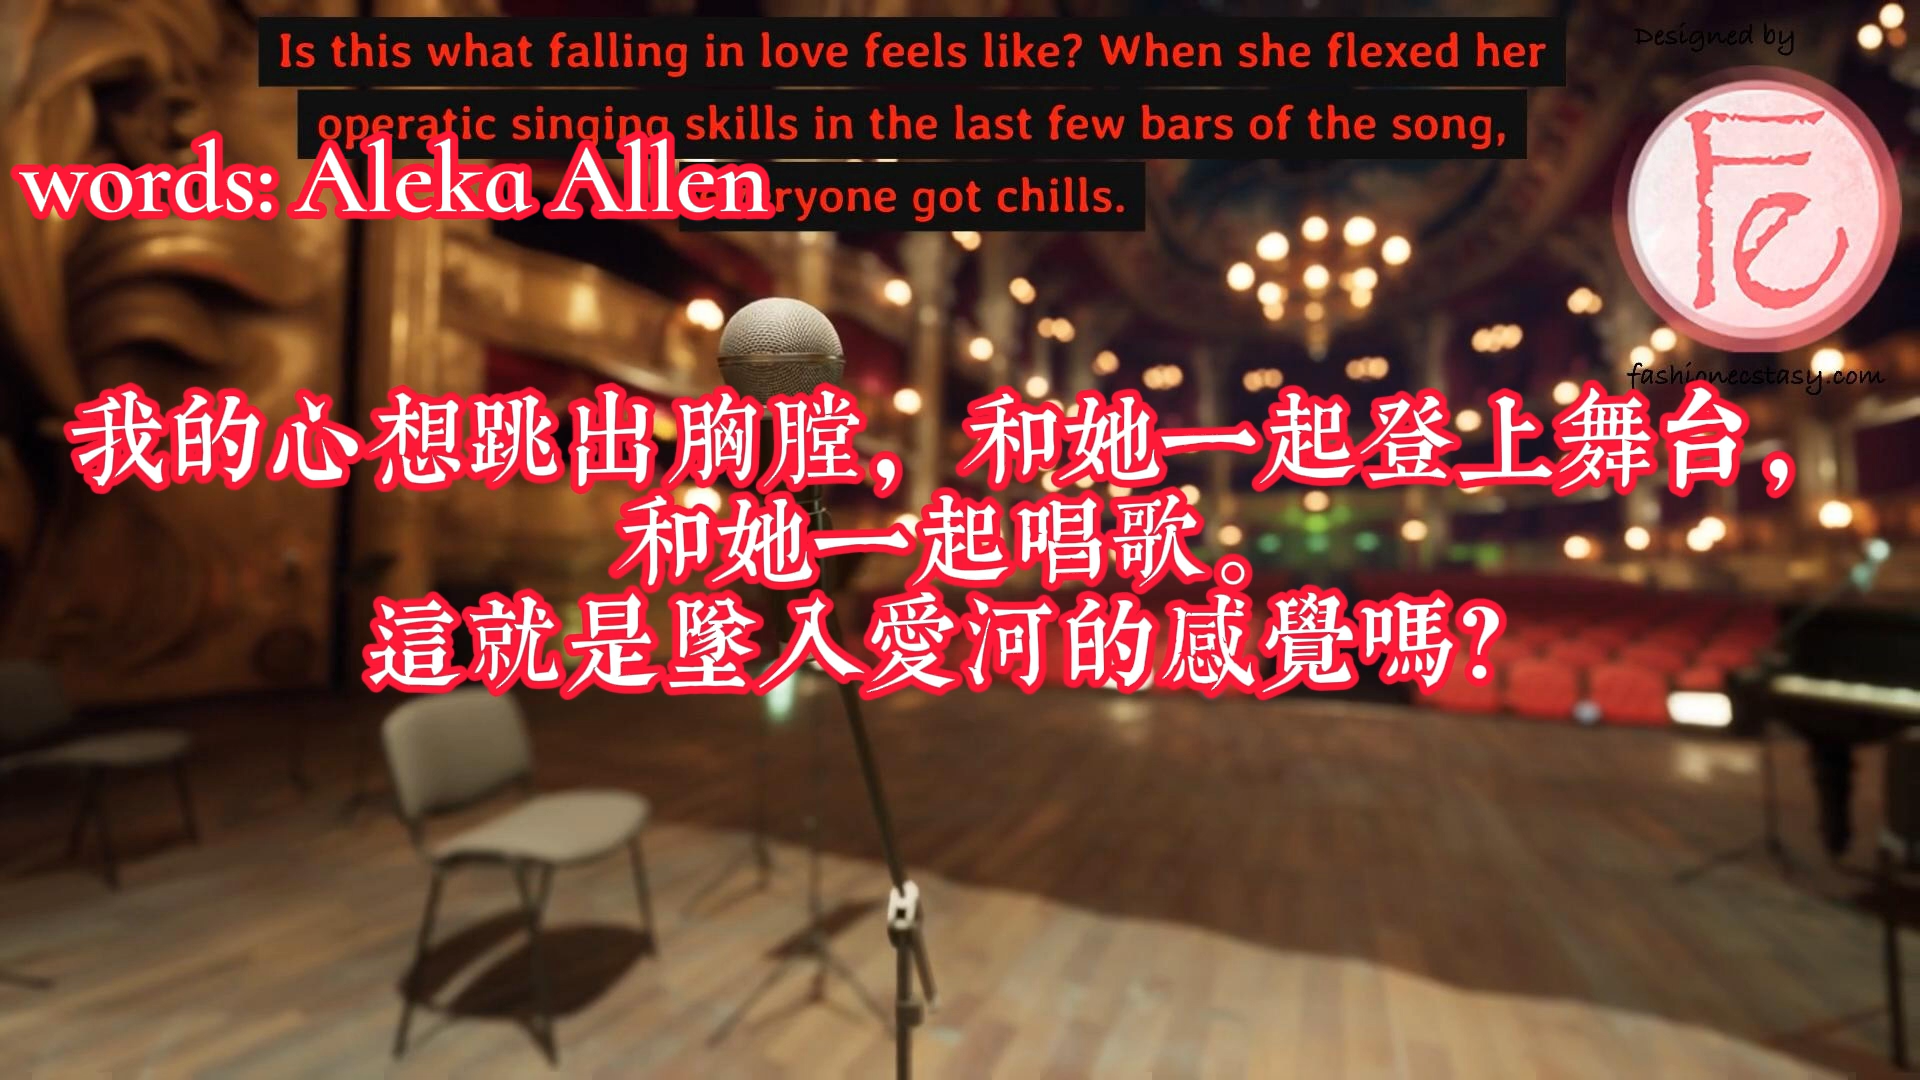 Is this what falling in love feels like? When she flexed her
Designed by
operatic singing skills in the last few bars of the song,
words: Aleka Allen
ryone got chills.
Fe
fashionecstasy.com
我的心想跳出胸膛，和她一起登上舞台，
和她一起唱歌。
這就是墜入愛河的感覺嗎？